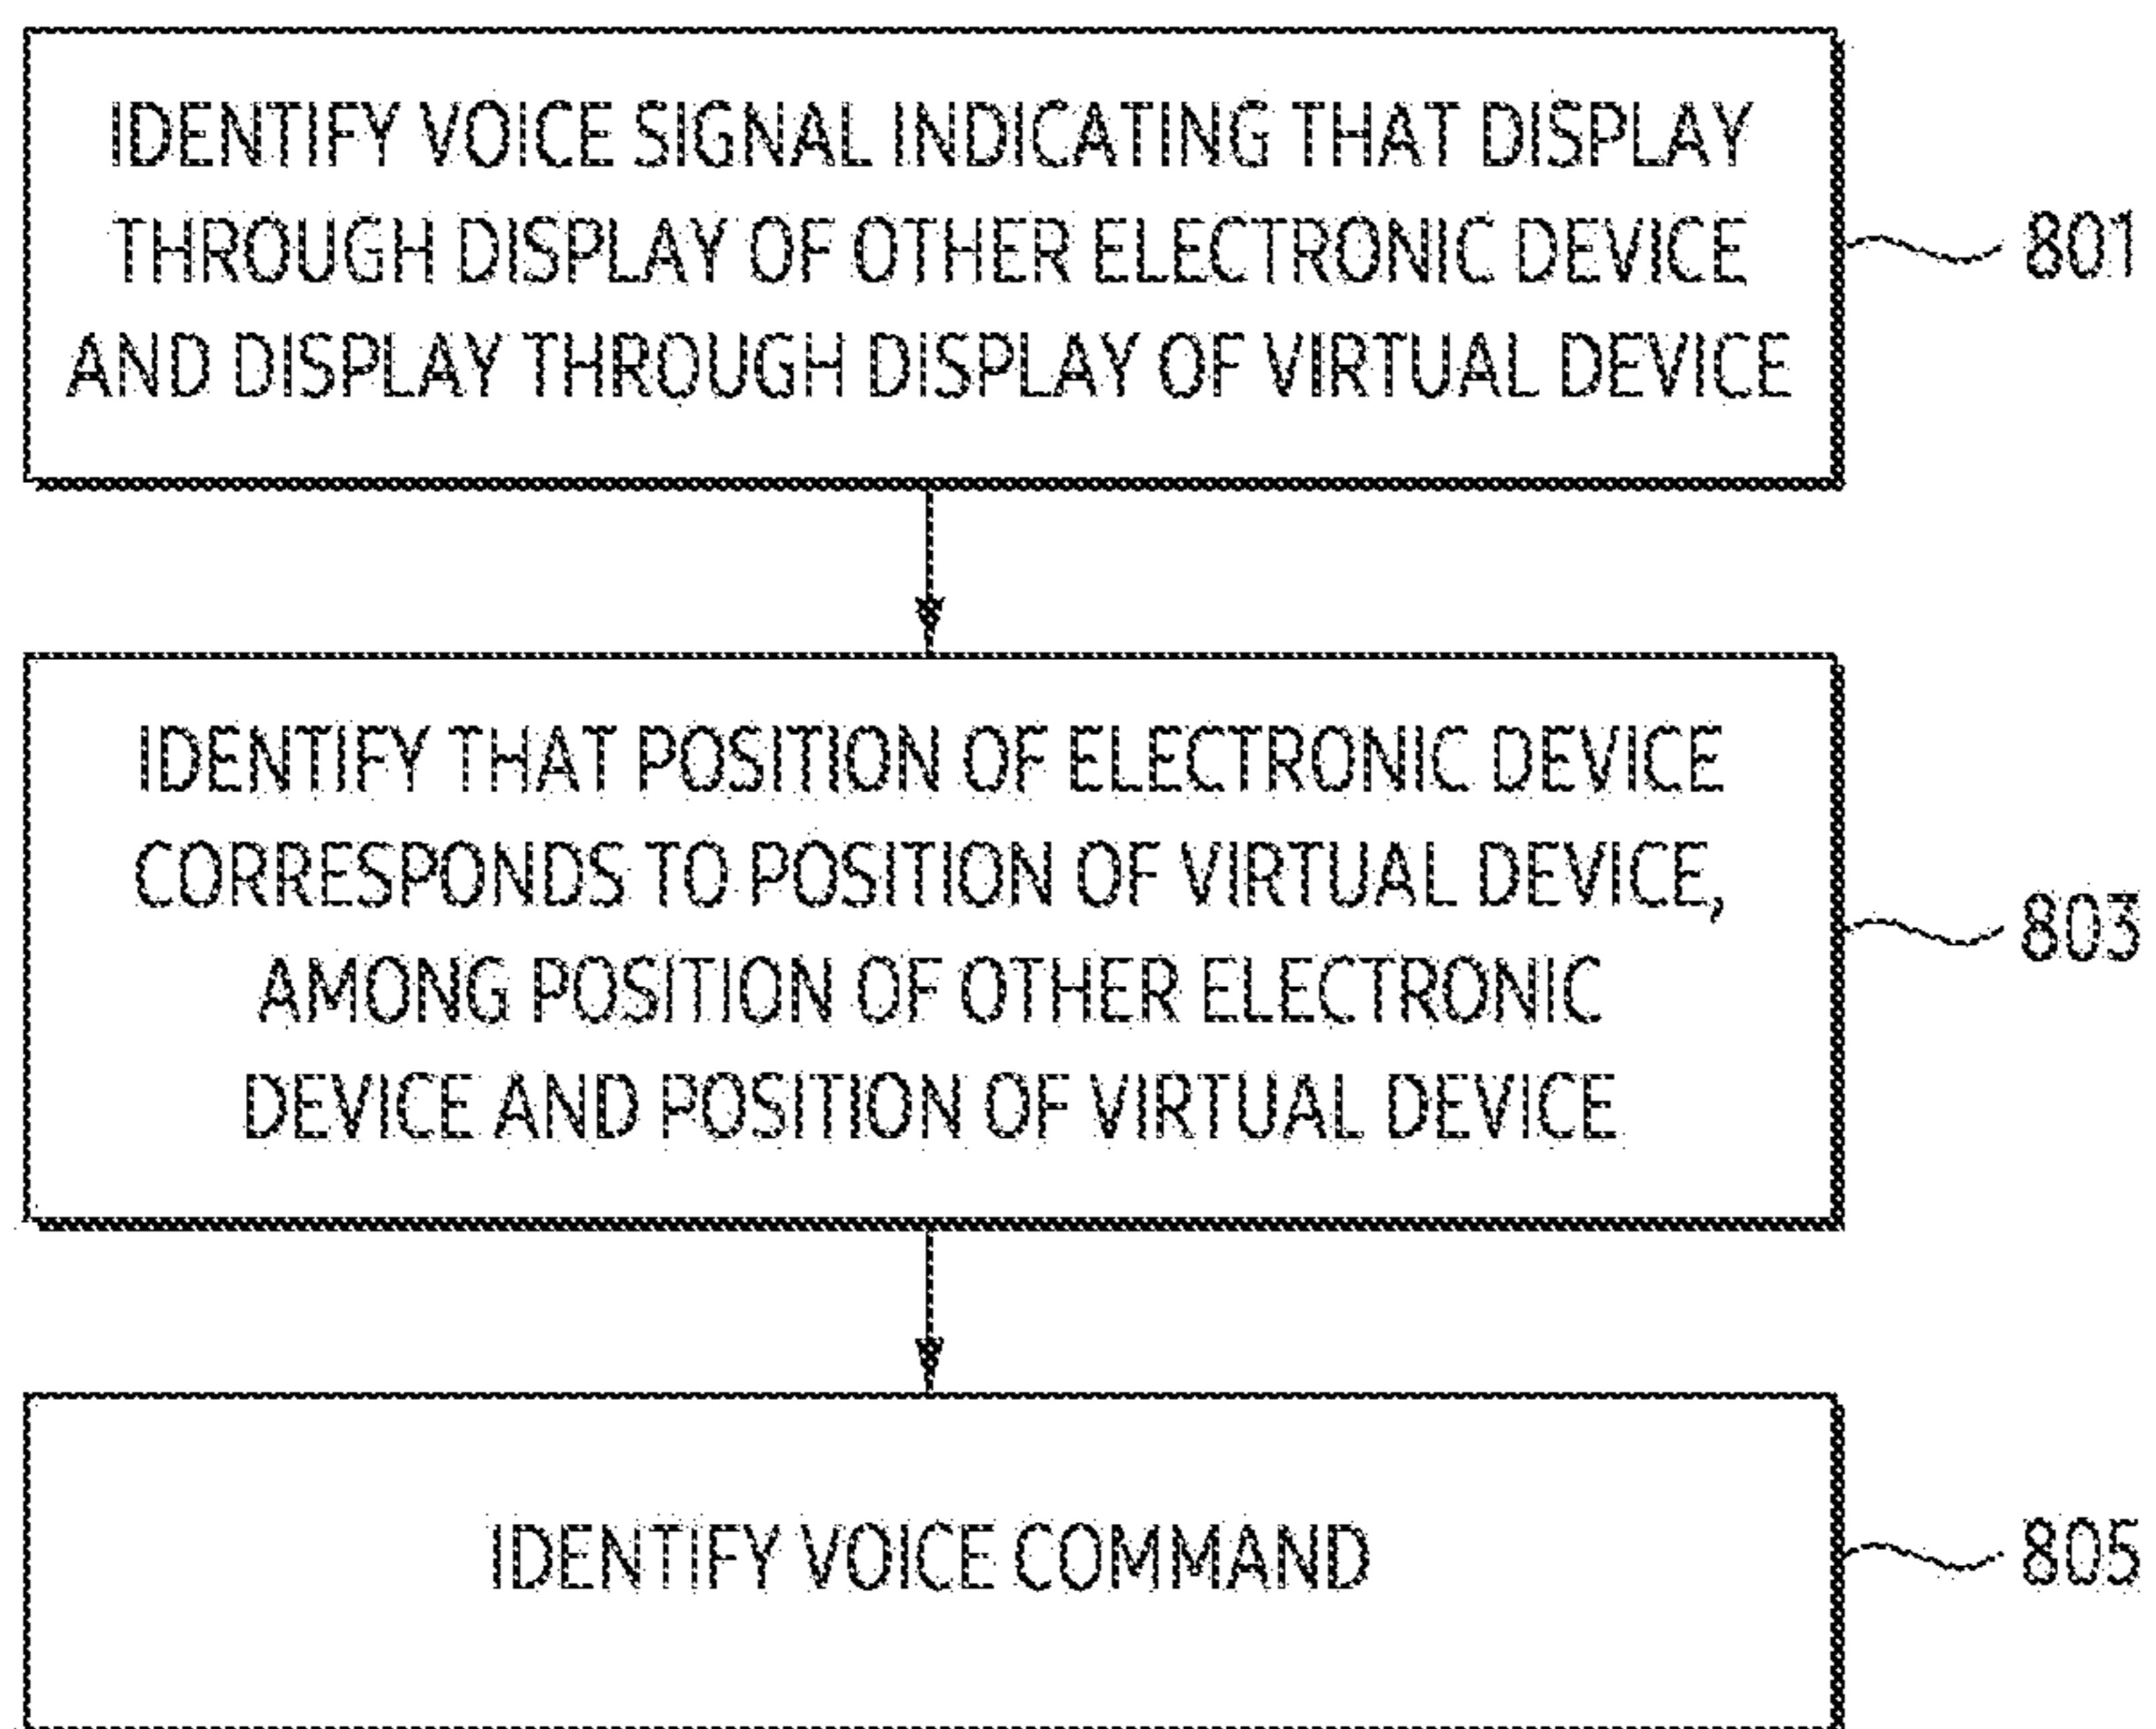 IDENTIFY VOICE SIGNAL INDICATING THAT DISPLAY
THROUGH DISPLAY OF OTHER ELECTRONIC DEVICE
AND DISPLAY THROUGH DISPLAY OF VIRTUAL DEVICE
801
IDENTIFY THAT POSITION OF ELECTRONIC DEVICE
CORRESPONDS TO POSITION OF VIRTUAL DEVICE,
AMONG POSITION OF OTHER ELECTRONIC
DEVICE AND POSITION OF VIRTUAL DEVICE
803
IDENTIFY VOICE COMMAND
805